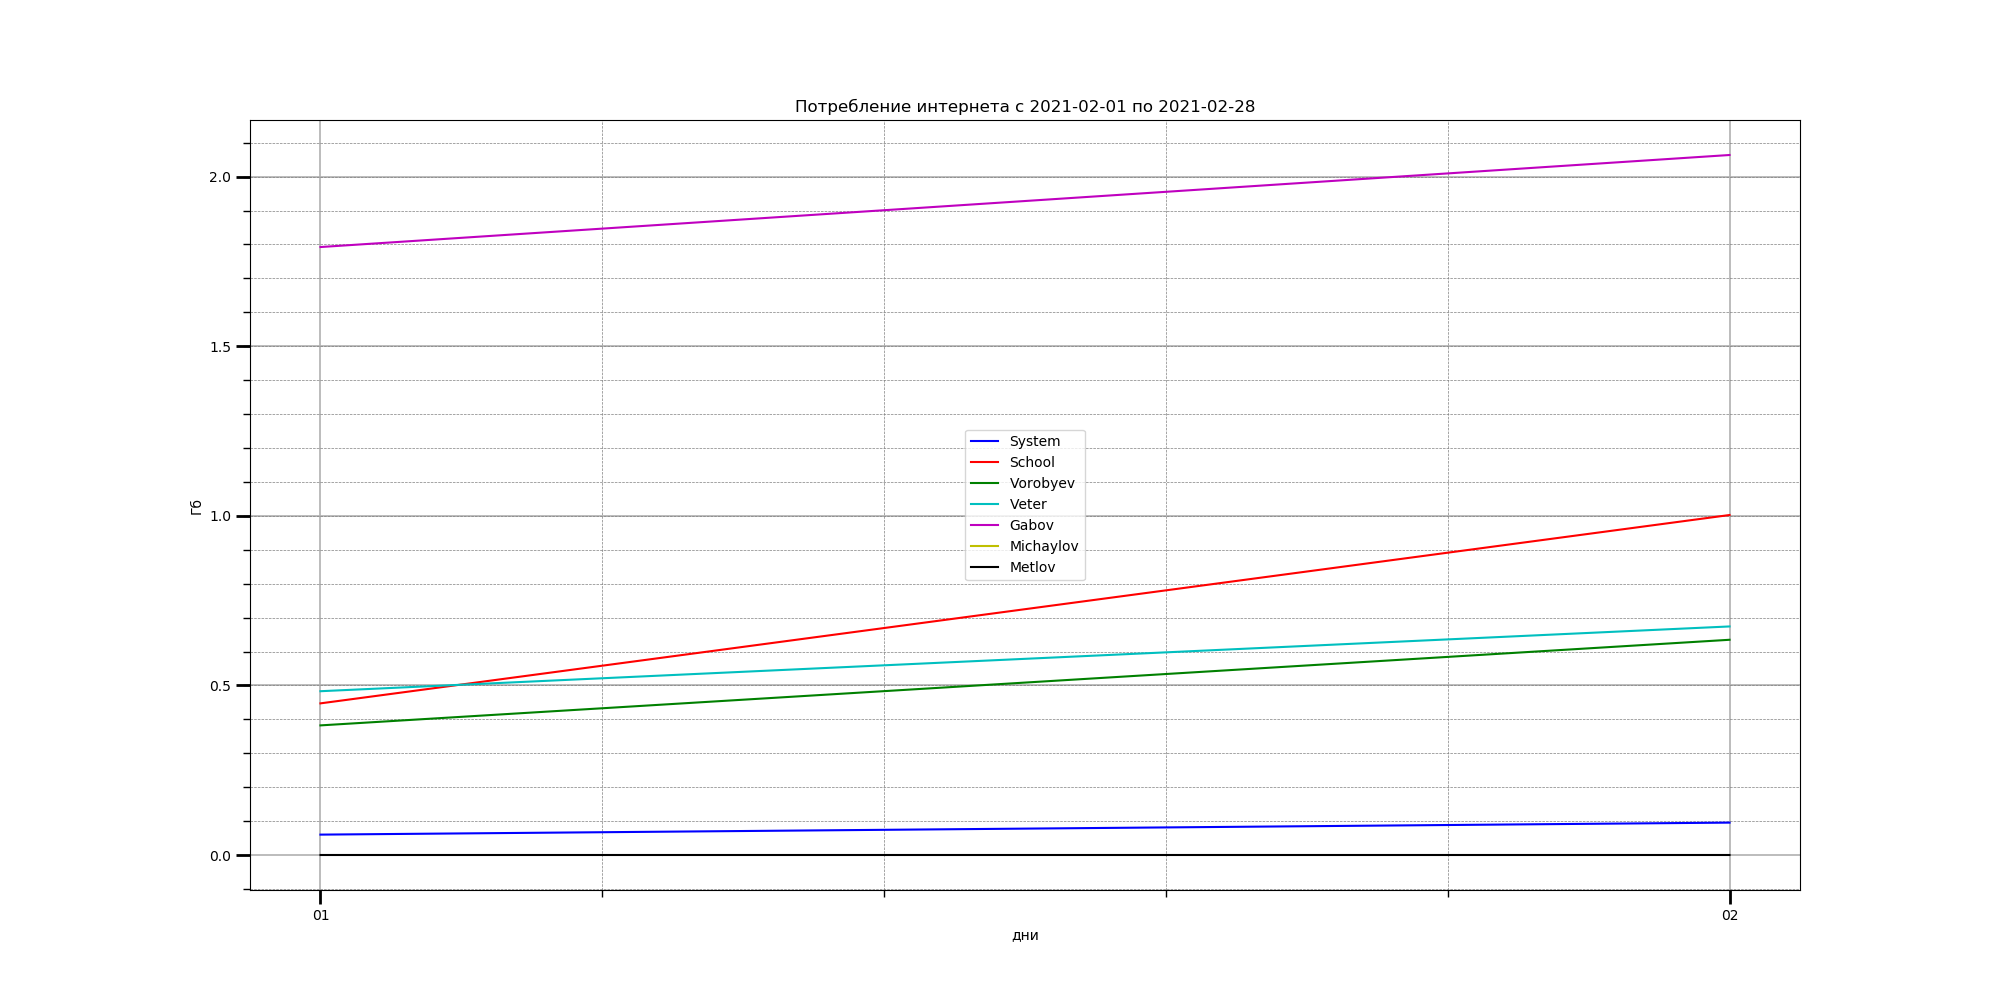 Потребление интернета с 2021-02-01 по 2021-02-28
2.0
1.5
1.0
0.5
0.0
Гб
System
School
Vorobyev
Veter
Gabov
Michaylov
Metlov
01
02
дни